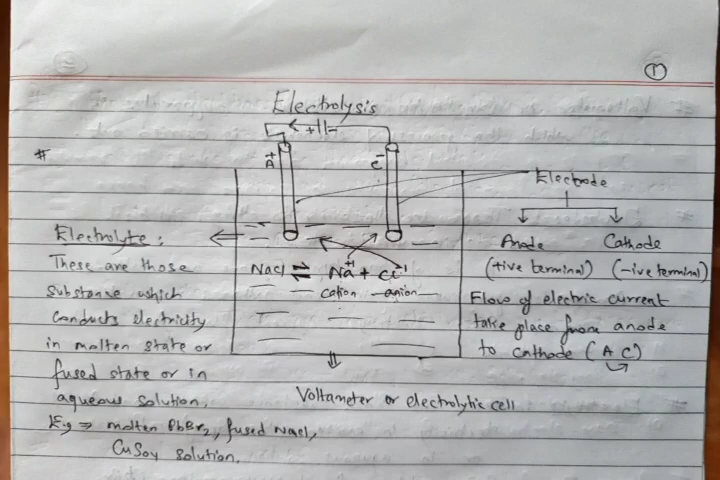 1
Electrolysis
+ -
#
A+
C-
Electrode
Anode Cathode
(+ive terminal) (-ive terminal)
Flow of electric current
take place from anode
to cathode (A C)
Electrolyte :
These are those
substance which
conducts electricity
in molten state or
fused state or in
aqueous solution.
E.g ⇒ molten PbBr2, fused NaCl,
CuSO4 solution.
NaCl ⇌ Na+1 + Cl-1
cation anion
Voltameter or electrolytic cell